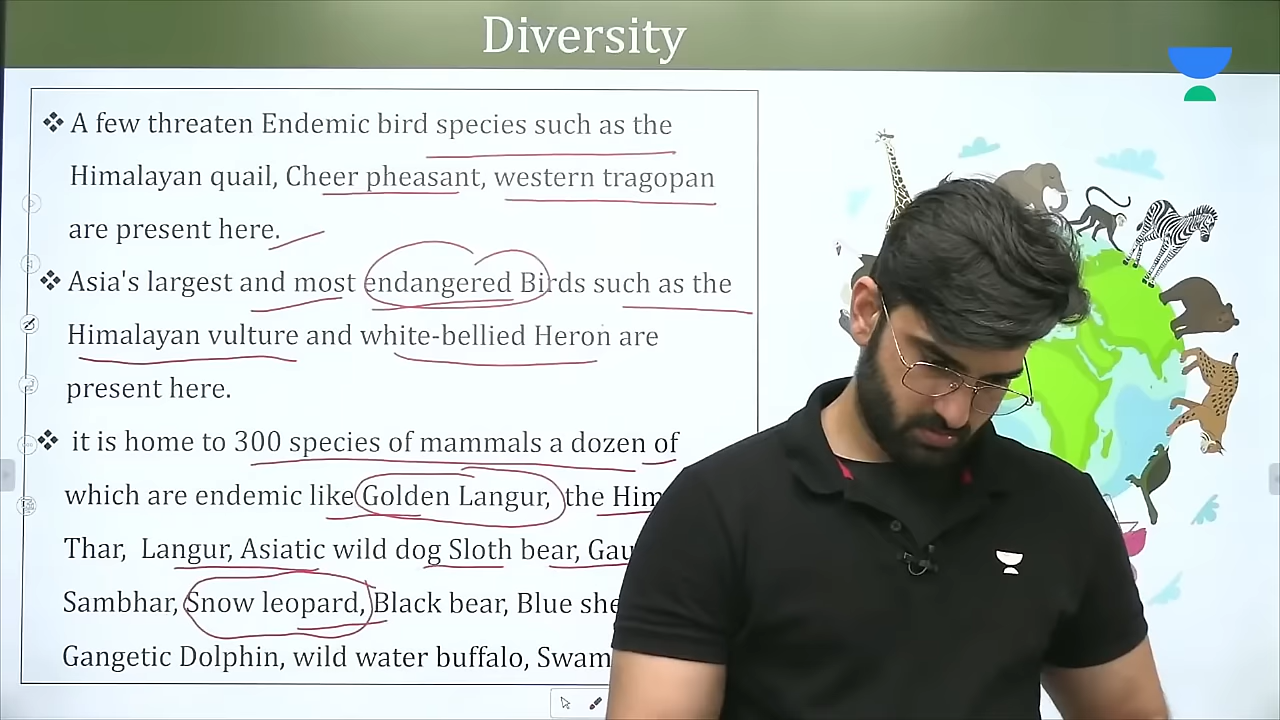 Diversity
❖ A few threaten Endemic bird species such as the
Himalayan quail, Cheer pheasant, western tragopan
are present here.
❖ Asia's largest and most endangered Birds such as the
Himalayan vulture and white-bellied Heron are
present here.
❖ it is home to 300 species of mammals a dozen of
which are endemic like Golden Langur, the Him
Thar, Langur, Asiatic wild dog Sloth bear, Gau
Sambhar, Snow leopard, Black bear, Blue she
Gangetic Dolphin, wild water buffalo, Swam